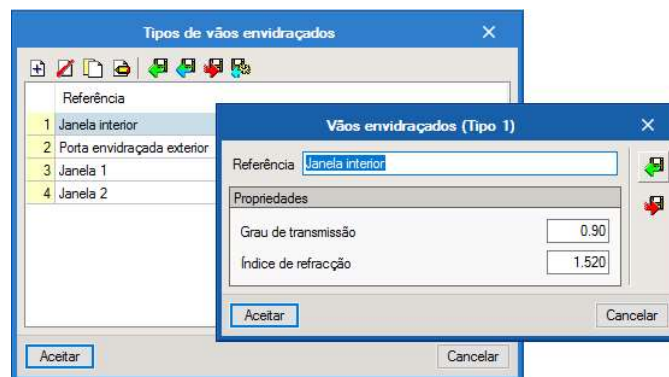 Tipos de vãos envidraçados
Referência
1 Janela interior
2 Porta envidraçada exterior
3 Janela 1
4 Janela 2
Aceitar
Cancelar
Vãos envidraçados (Tipo 1)
Referência Janela interior
Propriedades
Grau de transmissão 0.90
Índice de refracção 1.520
Aceitar
Cancelar